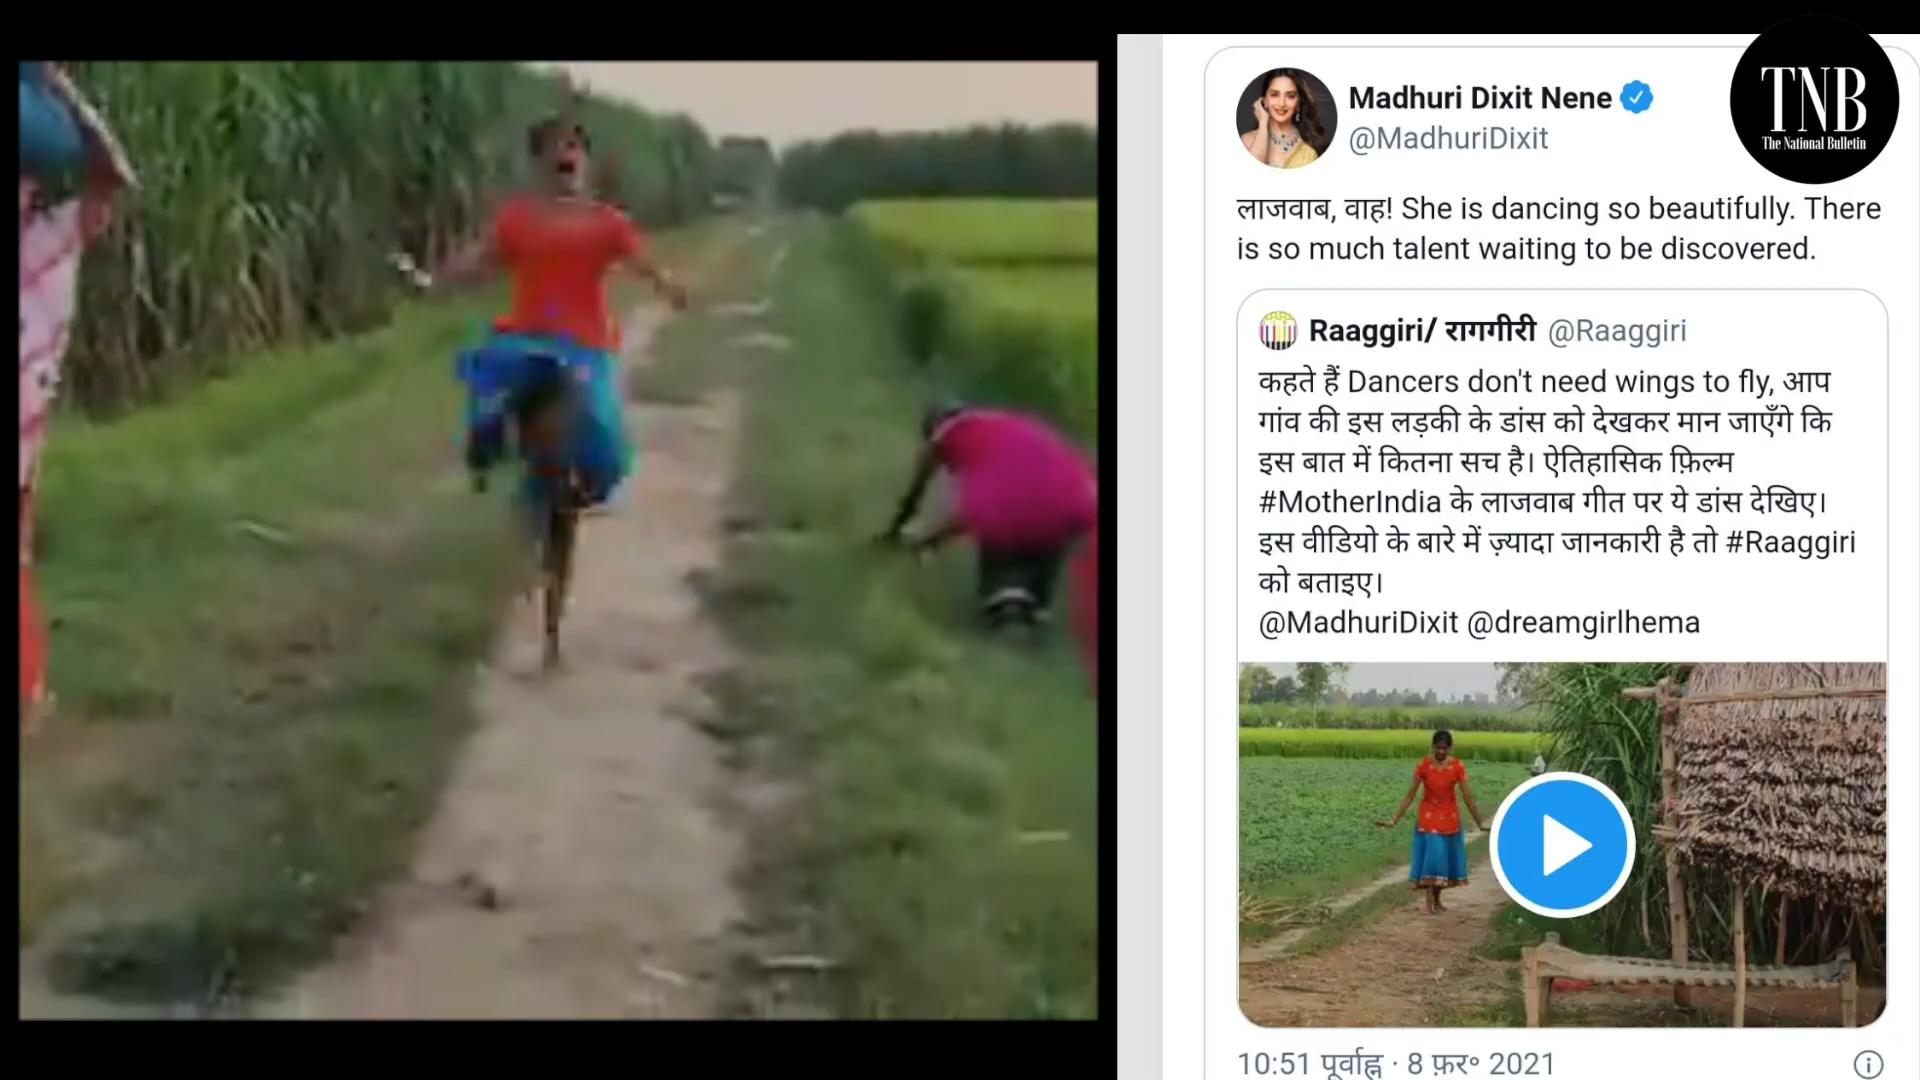 Madhuri Dixit Nene
@MadhuriDixit
TNB
The National Bulletin
लाजवाब, वाह! She is dancing so beautifully. There
is so much talent waiting to be discovered.
Raaggiri/ रागगीरी @Raaggiri
कहते हैं Dancers don't need wings to fly, आप
गांव की इस लड़की के डांस को देखकर मान जाएँगे कि
इस बात में कितना सच है। ऐतिहासिक फ़िल्म
#MotherIndia के लाजवाब गीत पर ये डांस देखिए।
इस वीडियो के बारे में ज़्यादा जानकारी है तो #Raaggiri
को बताइए।
@MadhuriDixit @dreamgirlhema
10:51 पूर्वाह्न · 8 फ़र॰ 2021